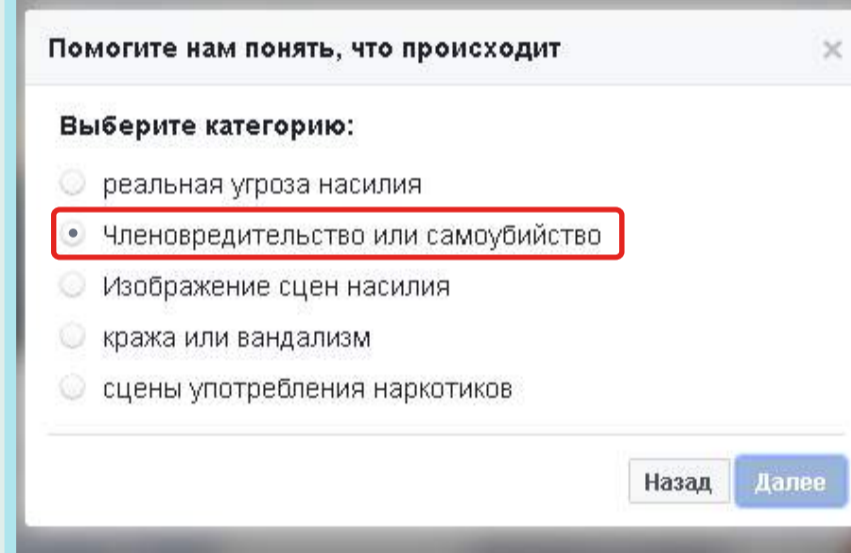 Помогите нам понять, что происходит
Выберите категорию:
реальная угроза насилия
Членовредительство или самоубийство
Изображение сцен насилия
кража или вандализм
сцены употребления наркотиков
Назад Далее